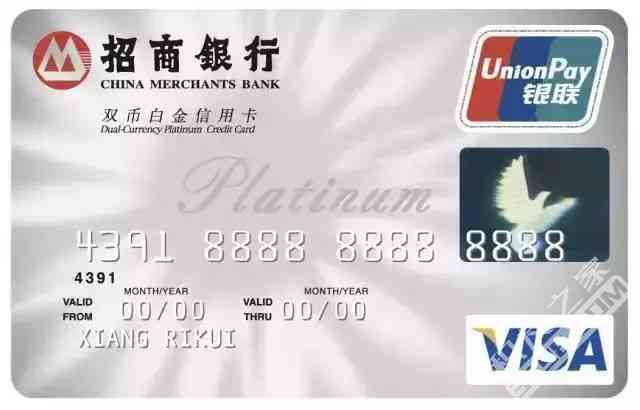 招商銀行
CHINA MERCHANTS BANK
双币白金信用卡
Dual-Currency Platinum Credit Card
UnionPay
银联
Platinum
4391 8888 8888 8888
4391
MONTH/YEAR MONTH/YEAR
VALID FROM 00/00 VALID THRU 00/00
XIANG RIKUI
VISA